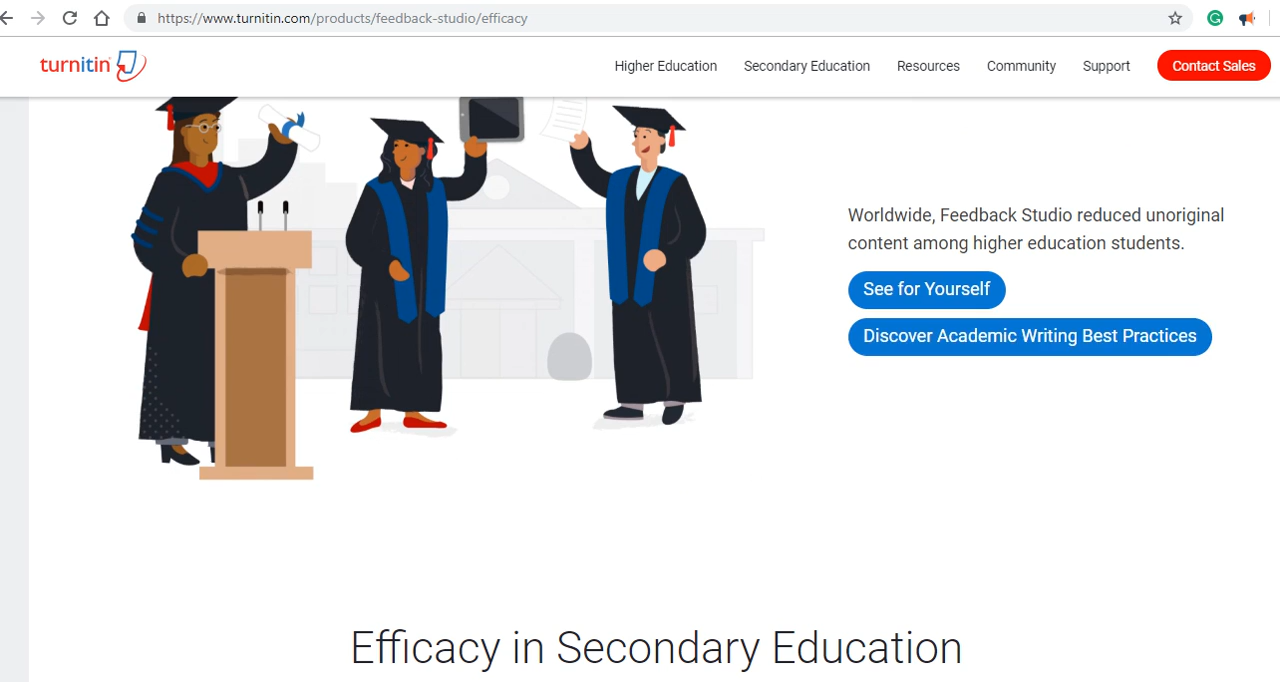 https://www.turnitin.com/products/feedback-studio/efficacy
turnitin
Higher Education Secondary Education Resources Community Support Contact Sales
Worldwide, Feedback Studio reduced unoriginal
content among higher education students.
See for Yourself
Discover Academic Writing Best Practices
Efficacy in Secondary Education